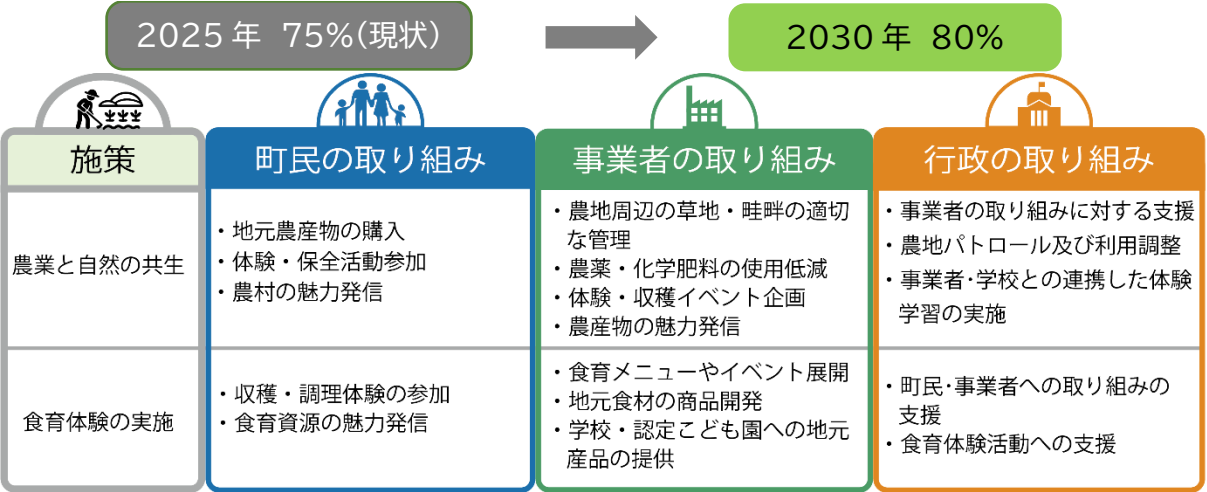 2025年 75%(現状)
2030年 80%
施策
町民の取り組み
事業者の取り組み
行政の取り組み
農業と自然の共生
・地元農産物の購入
・体験・保全活動参加
・農村の魅力発信
・農地周辺の草地・畦畔の適切
な管理
・農薬・化学肥料の使用低減
・体験・収穫イベント企画
・農産物の魅力発信
・事業者の取り組みに対する支援
・農地パトロール及び利用調整
・事業者･学校との連携した体験
学習の実施
食育体験の実施
・収穫・調理体験の参加
・食育資源の魅力発信
・食育メニューやイベント展開
・地元食材の商品開発
・学校・認定こども園への地元
産品の提供
・町民･事業者への取り組みの
支援
・食育体験活動への支援